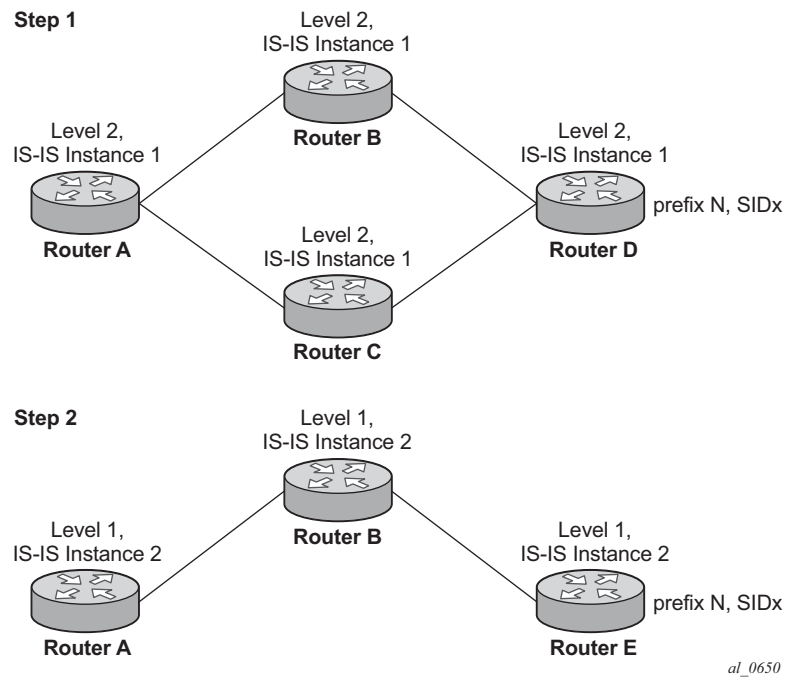 Step 1
Level 2,
IS-IS Instance 1
Router B
Level 2,
IS-IS Instance 1
Router A
Level 2,
IS-IS Instance 1
prefix N, SIDx
Router D
Level 2,
IS-IS Instance 1
Router C
Step 2
Level 1,
IS-IS Instance 2
Router B
Level 1,
IS-IS Instance 2
Router A
Level 1,
IS-IS Instance 2
prefix N, SIDx
Router E
al_0650